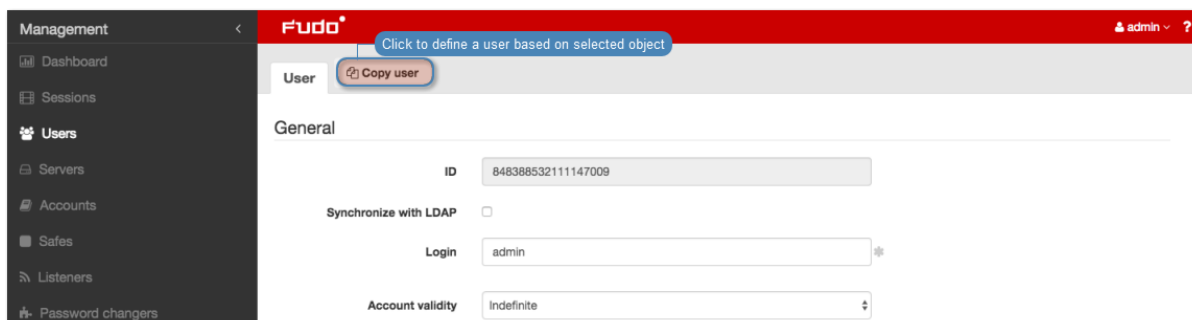 Management
FUDO
admin
?
Click to define a user based on selected object
Dashboard
User
Copy user
Sessions
Users
General
Servers
ID
848388532111147009
Accounts
Synchronize with LDAP
Safes
Login
admin
*
Listeners
Account validity
Indefinite
Password changers